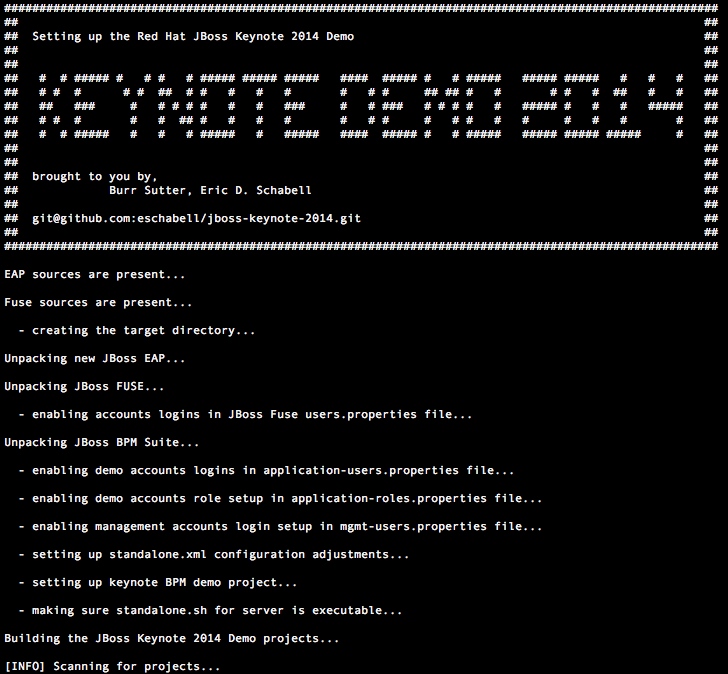 Setting up the Red Hat JBoss Keynote 2014 Demo
KEYNOTE DEMO 2014
brought to you by,
Burr Sutter, Eric D. Schabell
git@github.com:eschabell/jboss-keynote-2014.git
EAP sources are present...
Fuse sources are present...
- creating the target directory...
Unpacking new JBoss EAP...
Unpacking JBoss FUSE...
- enabling accounts logins in JBoss Fuse users.properties file...
Unpacking JBoss BPM Suite...
- enabling demo accounts logins in application-users.properties file...
- enabling demo accounts role setup in application-roles.properties file...
- enabling management accounts login setup in mgmt-users.properties file...
- setting up standalone.xml configuration adjustments...
- setting up keynote BPM demo project...
- making sure standalone.sh for server is executable...
Building the JBoss Keynote 2014 Demo projects...
[INFO] Scanning for projects...